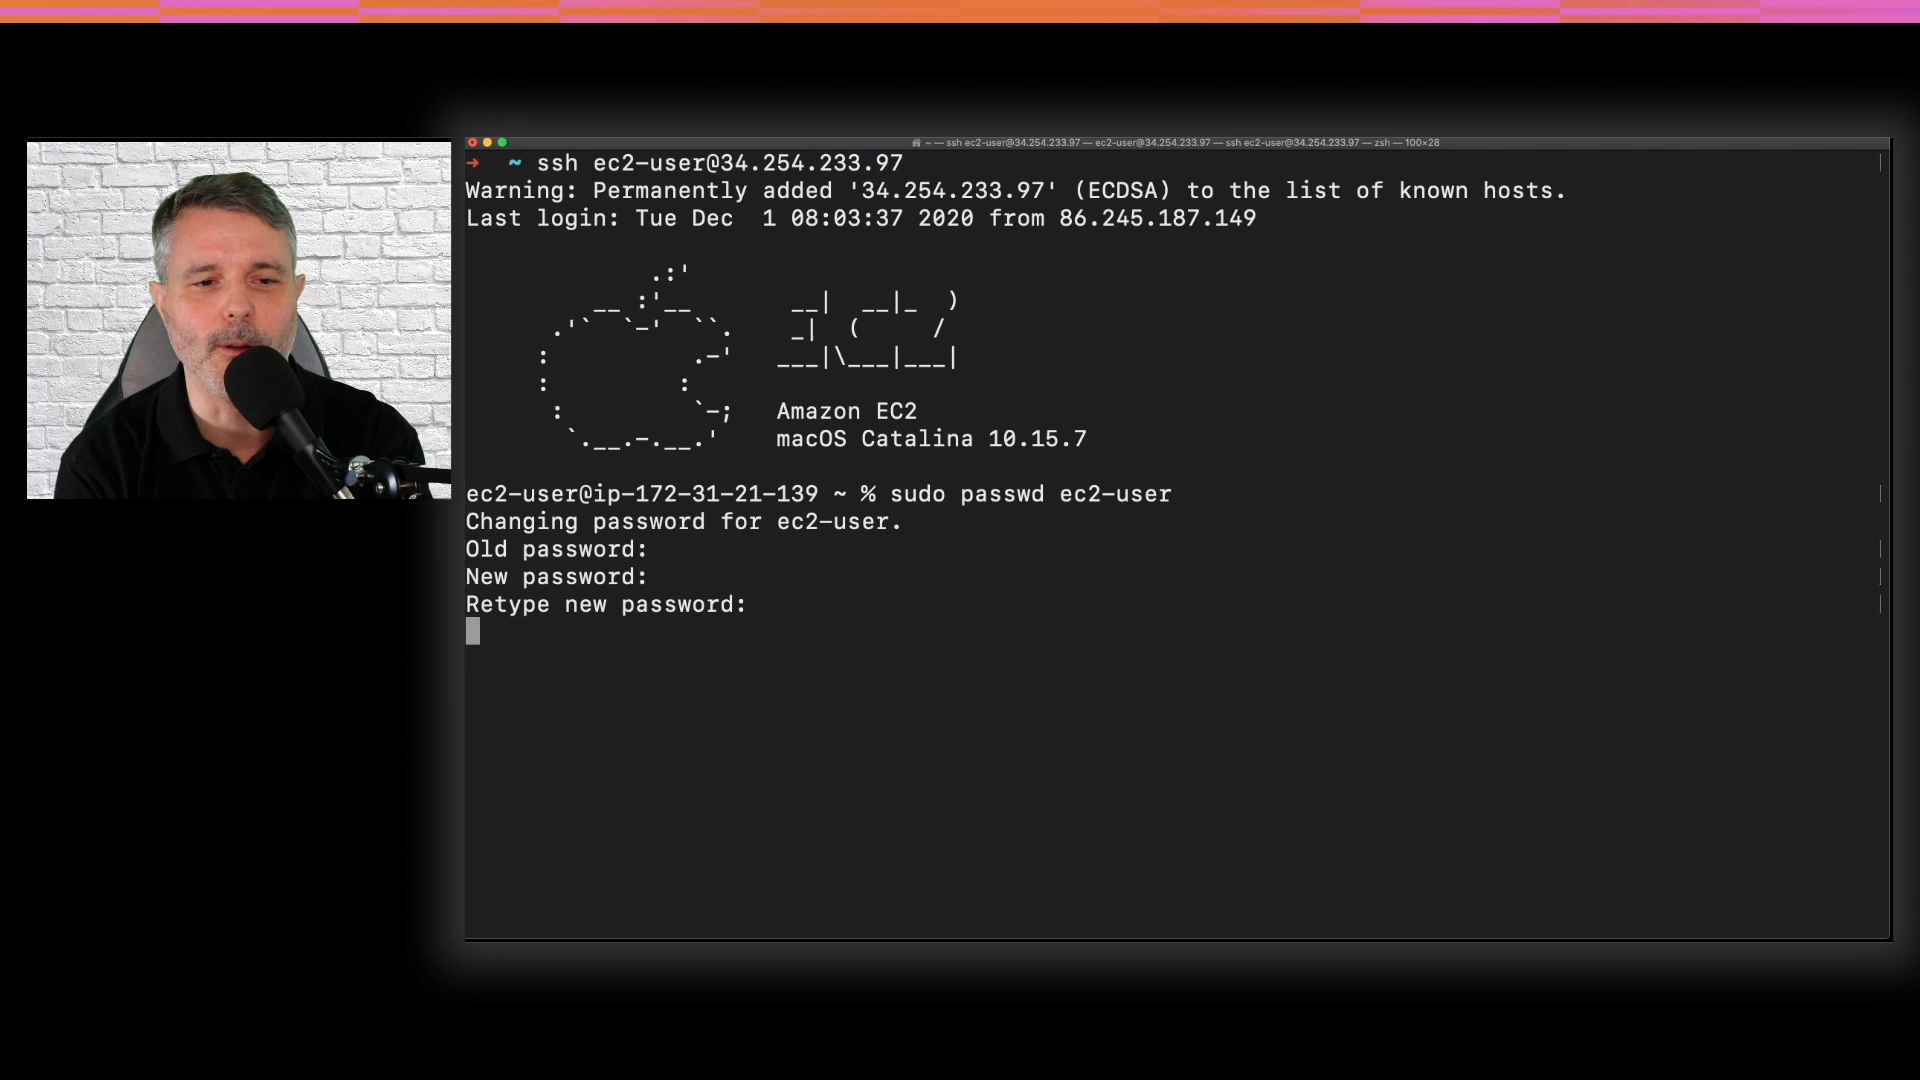 ~ — ssh ec2-user@34.254.233.97 — ec2-user@34.254.233.97 — ssh ec2-user@34.254.233.97 — zsh — 100×28
➜  ~ ssh ec2-user@34.254.233.97
Warning: Permanently added '34.254.233.97' (ECDSA) to the list of known hosts.
Last login: Tue Dec  1 08:03:37 2020 from 86.245.187.149
Amazon EC2
macOS Catalina 10.15.7
ec2-user@ip-172-31-21-139 ~ % sudo passwd ec2-user
Changing password for ec2-user.
Old password:
New password:
Retype new password: